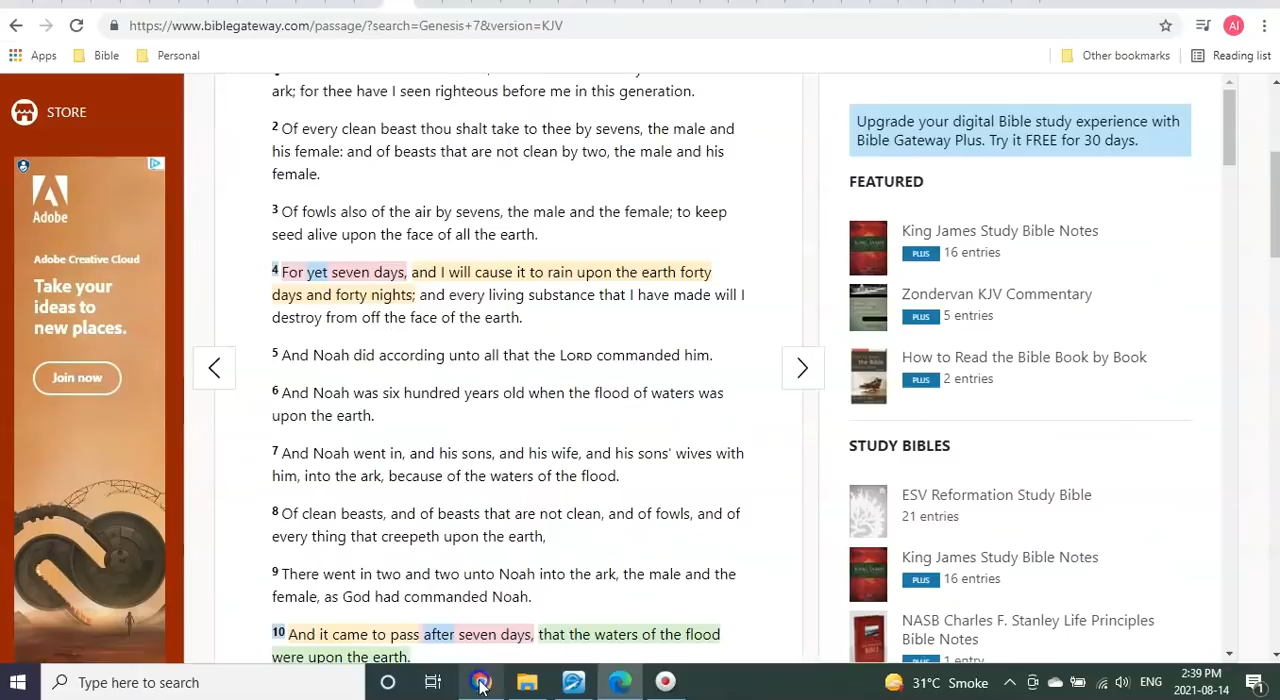 https://www.biblegateway.com/passage/?search=Genesis+7&version=KJV
AI
Apps
Bible
Personal
Other bookmarks
Reading list
STORE
Adobe
Adobe Creative Cloud
Take your
ideas to
new places.
Join now
ark; for thee have I seen righteous before me in this generation.
2 Of every clean beast thou shalt take to thee by sevens, the male and
his female: and of beasts that are not clean by two, the male and his
female.
3 Of fowls also of the air by sevens, the male and the female; to keep
seed alive upon the face of all the earth.
4 For yet seven days, and I will cause it to rain upon the earth forty
days and forty nights; and every living substance that I have made will I
destroy from off the face of the earth.
5 And Noah did according unto all that the LORD commanded him.
6 And Noah was six hundred years old when the flood of waters was
upon the earth.
7 And Noah went in, and his sons, and his wife, and his sons' wives with
him, into the ark, because of the waters of the flood.
8 Of clean beasts, and of beasts that are not clean, and of fowls, and of
every thing that creepeth upon the earth,
9 There went in two and two unto Noah into the ark, the male and the
female, as God had commanded Noah.
10 And it came to pass after seven days, that the waters of the flood
were upon the earth.
Upgrade your digital Bible study experience with
Bible Gateway Plus. Try it FREE for 30 days.
FEATURED
King James Study Bible Notes
PLUS 16 entries
Zondervan KJV Commentary
PLUS 5 entries
How to Read the Bible Book by Book
PLUS 2 entries
STUDY BIBLES
ESV Reformation Study Bible
21 entries
King James Study Bible Notes
PLUS 16 entries
NASB Charles F. Stanley Life Principles
Bible Notes
PLUS 1 entry
Type here to search
31°C Smoke
ENG
2:39 PM
2021-08-14
1